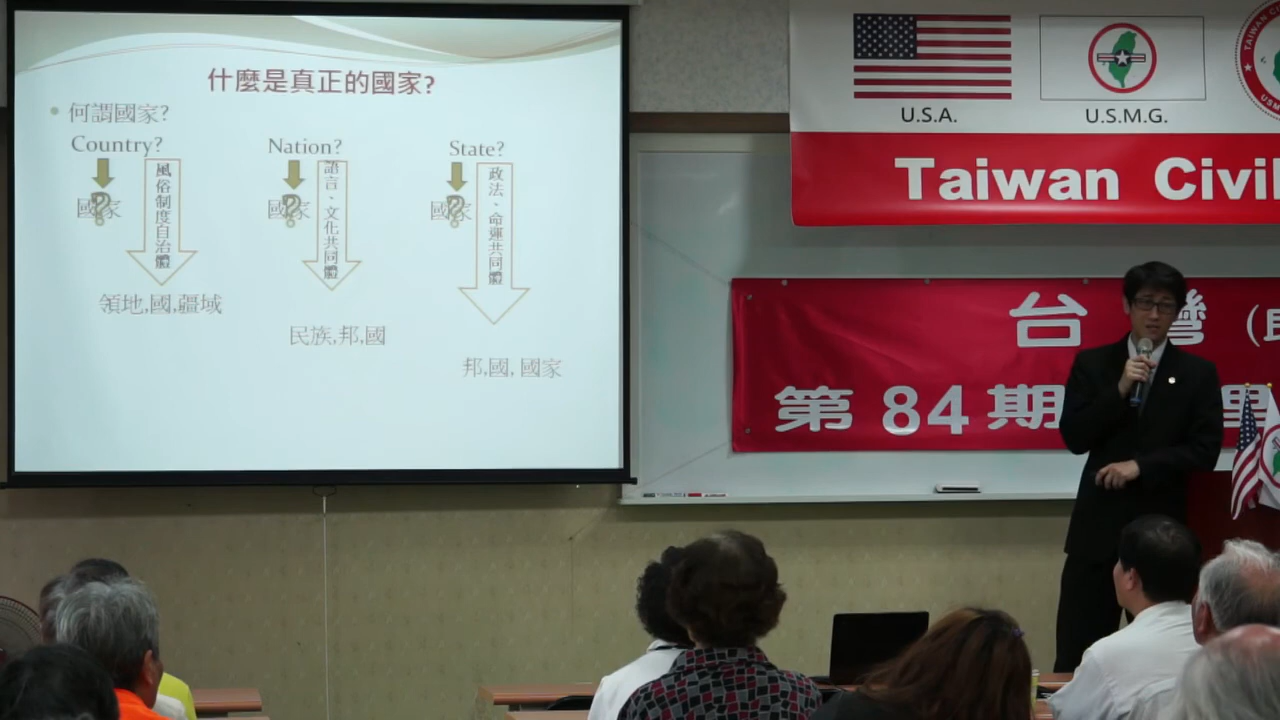 什麼是真正的國家?
何謂國家?
Country? Nation? State?
國家 國家 國家
風俗制度自治體
語言、文化共同體
政法、命運共同體
領地,國,疆域
民族,邦,國
邦,國,國家
U.S.A. U.S.M.G.
Taiwan Civil
台灣(
第84期